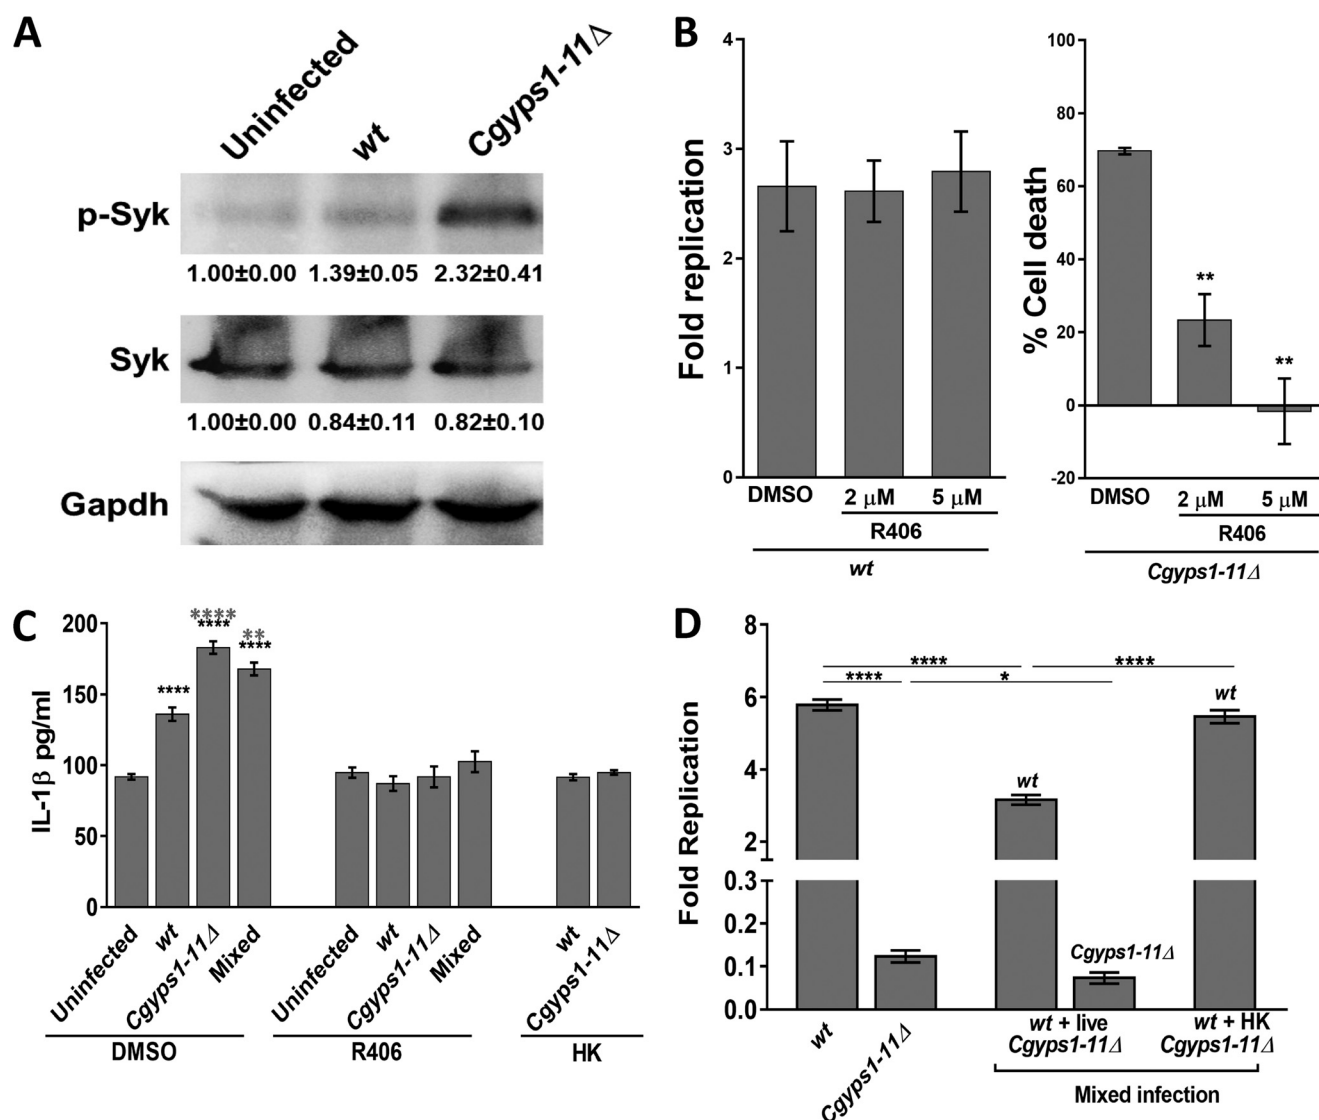 A
Uninfected
wt
Cgyps1-11Δ
p-Syk
1.00±0.00 1.39±0.05 2.32±0.41
Syk
1.00±0.00 0.84±0.11 0.82±0.10
Gapdh
B
Fold replication
4
3
2
1
0
DMSO 2 μM 5 μM
R406
wt
% Cell death
100
80
60
40
20
0
-20
**
**
DMSO 2 μM 5 μM
R406
Cgyps1-11Δ
C
IL-1β pg/ml
200
150
100
50
0
****
****
****
**
****
Uninfected
wt
Cgyps1-11Δ
Mixed
DMSO
Uninfected
wt
Cgyps1-11Δ
Mixed
R406
wt
Cgyps1-11Δ
HK
D
Fold Replication
8
6
4
2
0.3
0.2
0.1
0.0
**** ****
**** *
wt
wt
Cgyps1-11Δ
wt
Cgyps1-11Δ
wt + live
Cgyps1-11Δ
wt + HK
Cgyps1-11Δ
Mixed infection